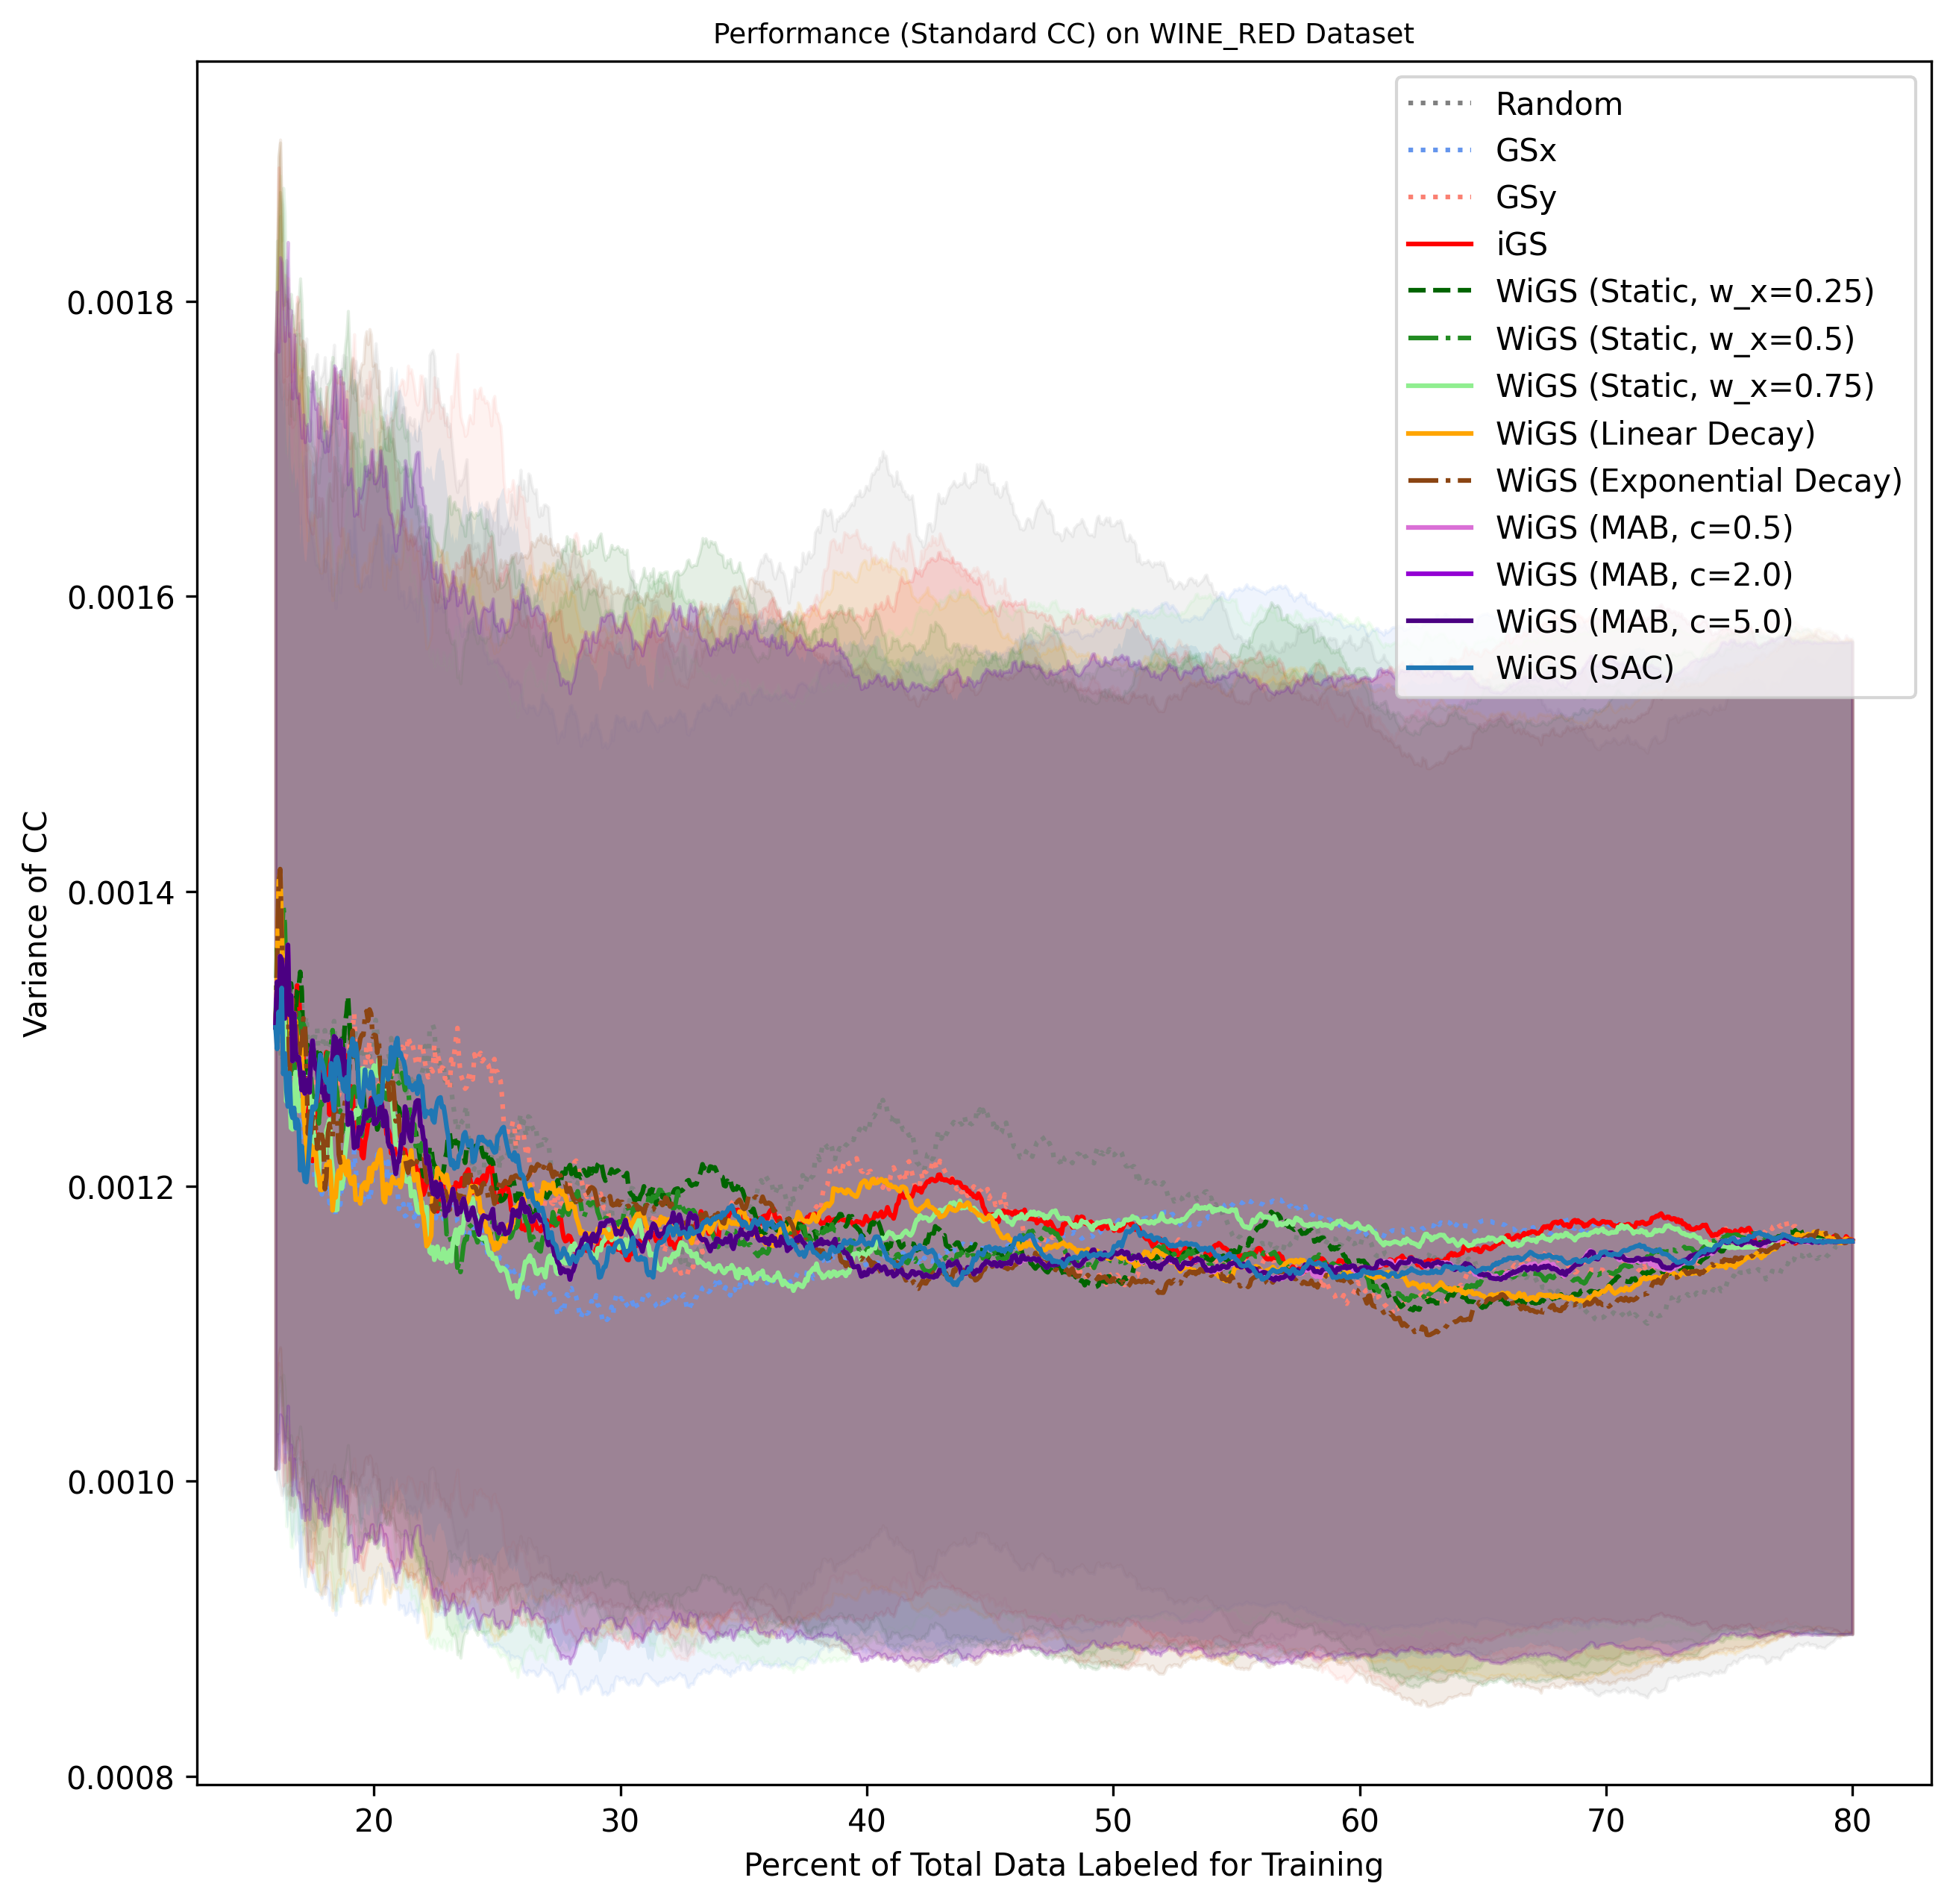 Performance (Standard CC) on WINE_RED Dataset
Random
GSx
GSy
iGS
WiGS (Static, w_x=0.25)
WiGS (Static, w_x=0.5)
WiGS (Static, w_x=0.75)
WiGS (Linear Decay)
WiGS (Exponential Decay)
WiGS (MAB, c=0.5)
WiGS (MAB, c=2.0)
WiGS (MAB, c=5.0)
WiGS (SAC)
Variance of CC
0.0018
0.0016
0.0014
0.0012
0.0010
0.0008
20 30 40 50 60 70 80
Percent of Total Data Labeled for Training